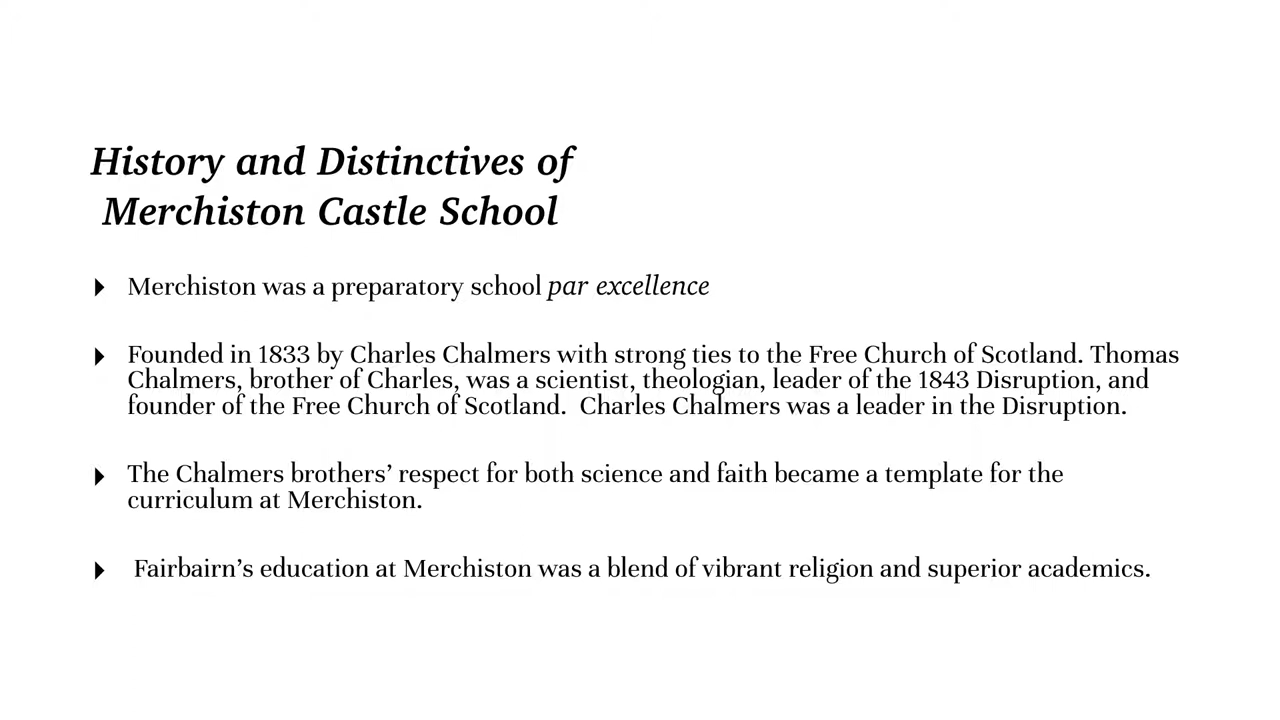 History and Distinctives of
Merchiston Castle School
Merchiston was a preparatory school par excellence
Founded in 1833 by Charles Chalmers with strong ties to the Free Church of Scotland. Thomas
Chalmers, brother of Charles, was a scientist, theologian, leader of the 1843 Disruption, and
founder of the Free Church of Scotland.  Charles Chalmers was a leader in the Disruption.
The Chalmers brothers’ respect for both science and faith became a template for the
curriculum at Merchiston.
Fairbairn’s education at Merchiston was a blend of vibrant religion and superior academics.